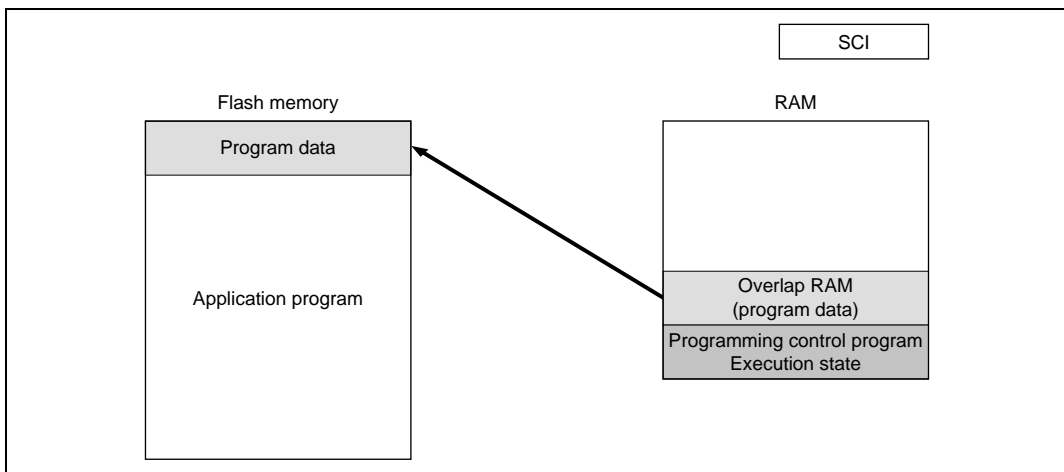 SCI
Flash memory
RAM
Program data
Application program
Overlap RAM
(program data)
Programming control program
Execution state